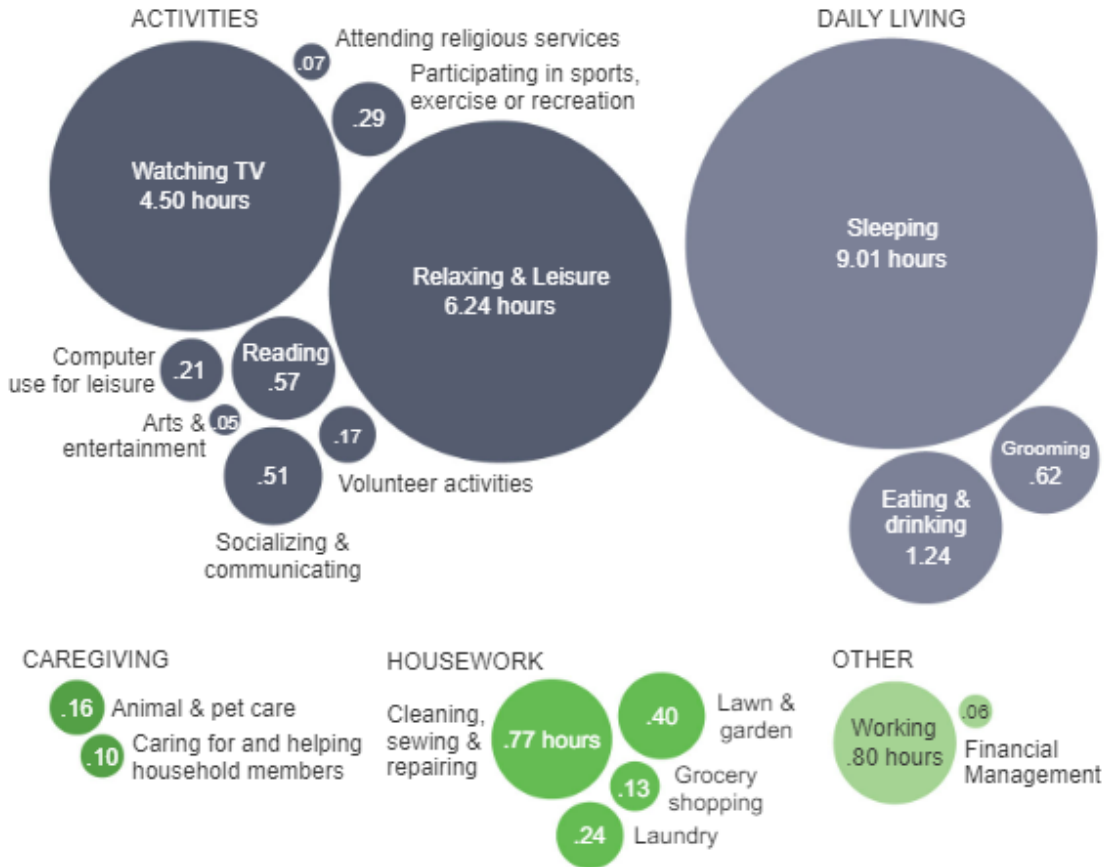 ACTIVITIES
.07
Attending religious services
.29
Participating in sports,
exercise or recreation
Watching TV
4.50 hours
Relaxing & Leisure
6.24 hours
Computer
use for leisure
.21
Reading
.57
Arts &
entertainment
.05
.17
Volunteer activities
.51
Socializing &
communicating
DAILY LIVING
Sleeping
9.01 hours
Grooming
.62
Eating &
drinking
1.24
CAREGIVING
.16
Animal & pet care
.10
Caring for and helping
household members
HOUSEWORK
Cleaning,
sewing &
repairing
.77 hours
.40
Lawn &
garden
.13
Grocery
shopping
.24
Laundry
OTHER
Working
.80 hours
.06
Financial
Management